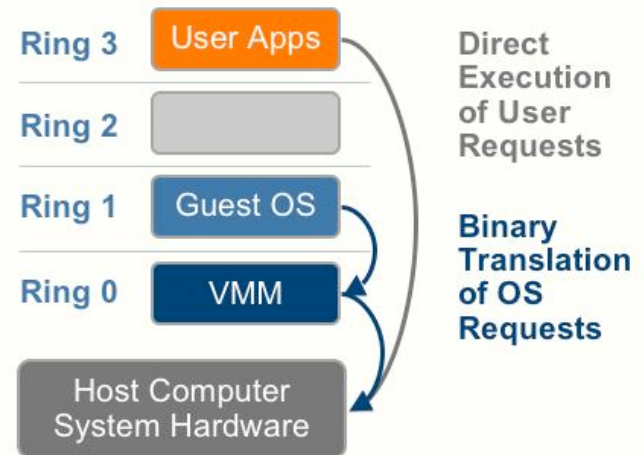 Ring 3
User Apps
Ring 2
Ring 1
Guest OS
Ring 0
VMM
Host Computer
System Hardware
Direct
Execution
of User
Requests
Binary
Translation
of OS
Requests